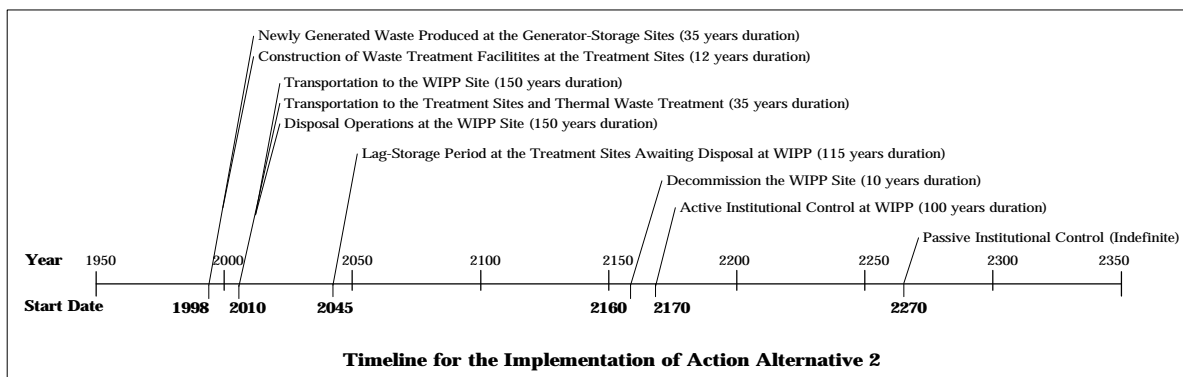 Newly Generated Waste Produced at the Generator-Storage Sites (35 years duration)
Construction of Waste Treatment Facilitites at the Treatment Sites (12 years duration)
Transportation to the WIPP Site (150 years duration)
Transportation to the Treatment Sites and Thermal Waste Treatment (35 years duration)
Disposal Operations at the WIPP Site (150 years duration)
Lag-Storage Period at the Treatment Sites Awaiting Disposal at WIPP (115 years duration)
Decommission the WIPP Site (10 years duration)
Active Institutional Control at WIPP (100 years duration)
Passive Institutional Control (Indefinite)
Year 1950 2000 2050 2100 2150 2200 2250 2300 2350
Start Date 1998 2010 2045 2160 2170 2270
Timeline for the Implementation of Action Alternative 2